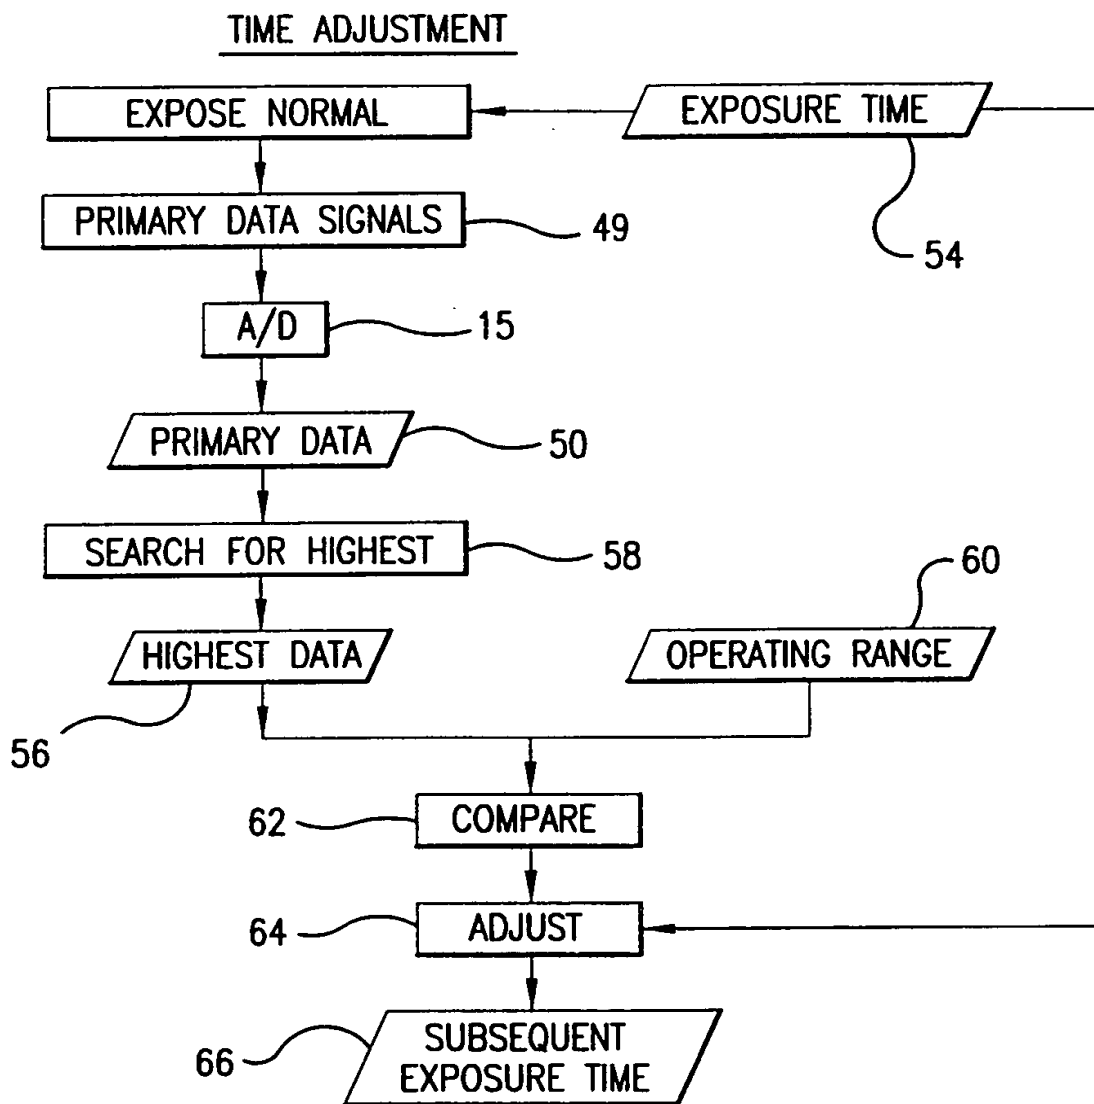 TIME ADJUSTMENT
EXPOSE NORMAL
EXPOSURE TIME
54
PRIMARY DATA SIGNALS
49
A/D
15
PRIMARY DATA
50
SEARCH FOR HIGHEST
58
60
HIGHEST DATA
OPERATING RANGE
56
62
COMPARE
64
ADJUST
66
SUBSEQUENT
EXPOSURE TIME